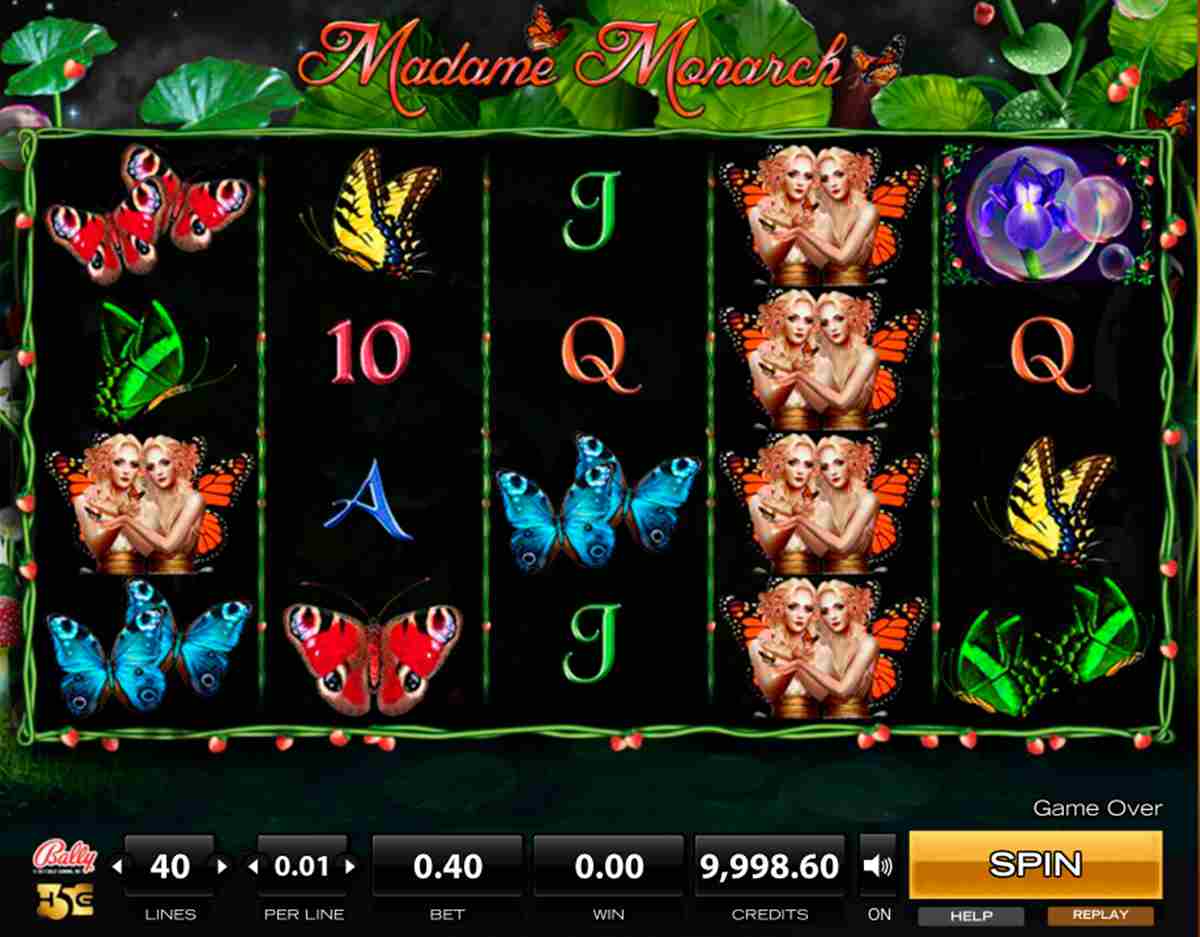 Madame Monarch
J
10 Q Q
A
J
Game Over
Bally
H5G
40 0.01 0.40 0.00 9,998.60 SPIN
LINES PER LINE BET WIN CREDITS ON HELP REPLAY